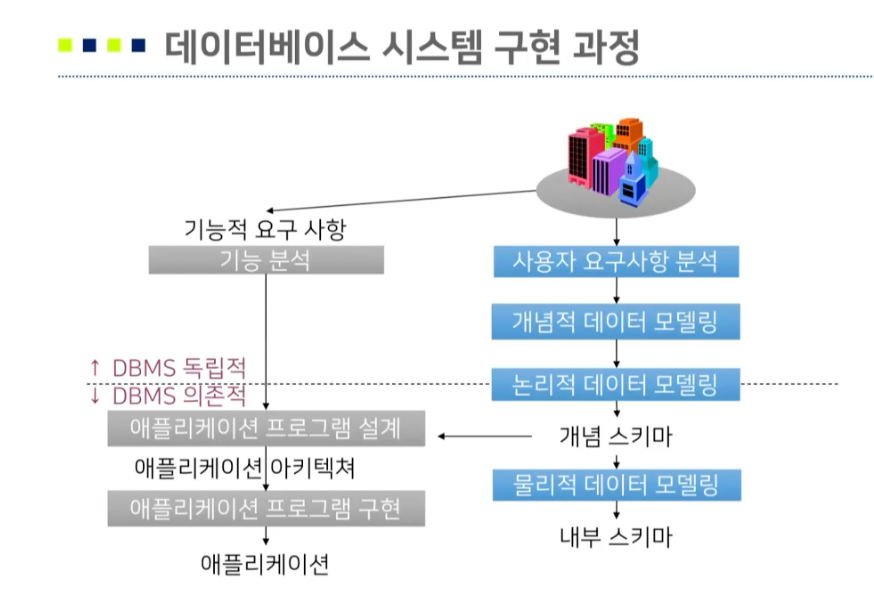 데이터베이스 시스템 구현 과정
기능적 요구 사항
기능 분석
사용자 요구사항 분석
개념적 데이터 모델링
↑ DBMS 독립적
↓ DBMS 의존적
논리적 데이터 모델링
애플리케이션 프로그램 설계
개념 스키마
애플리케이션 아키텍쳐
물리적 데이터 모델링
애플리케이션 프로그램 구현
내부 스키마
애플리케이션